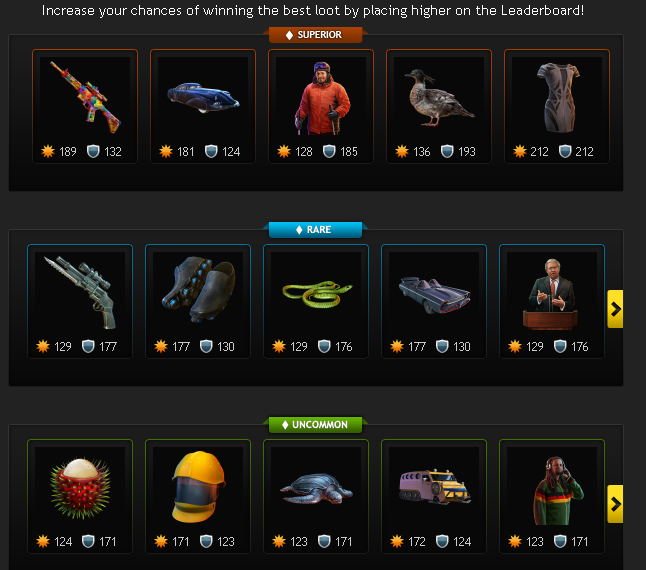 Increase your chances of winning the best loot by placing higher on the Leaderboard!
SUPERIOR
189 132 181 124 128 185 136 193 212 212
RARE
129 177 177 130 129 176 177 130 129 176
UNCOMMON
124 171 171 123 123 171 172 124 123 171